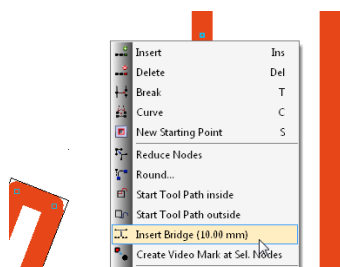 Insert Ins
Delete Del
Break T
Curve C
New Starting Point S
Reduce Nodes
Round...
Start Tool Path inside
Start Tool Path outside
Insert Bridge (10.00 mm)
Create Video Mark at Sel. Nodes